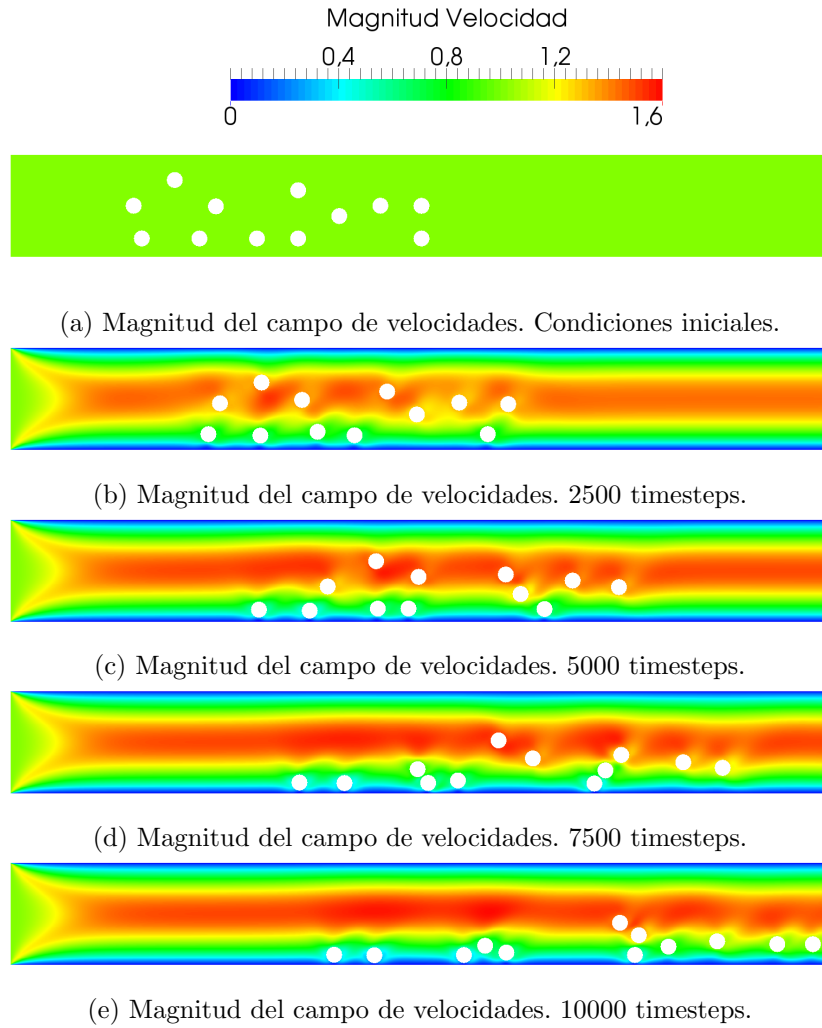 Magnitud Velocidad
0,4 0,8 1,2
0 1,6
(a) Magnitud del campo de velocidades. Condiciones iniciales.
(b) Magnitud del campo de velocidades. 2500 timesteps.
(c) Magnitud del campo de velocidades. 5000 timesteps.
(d) Magnitud del campo de velocidades. 7500 timesteps.
(e) Magnitud del campo de velocidades. 10000 timesteps.